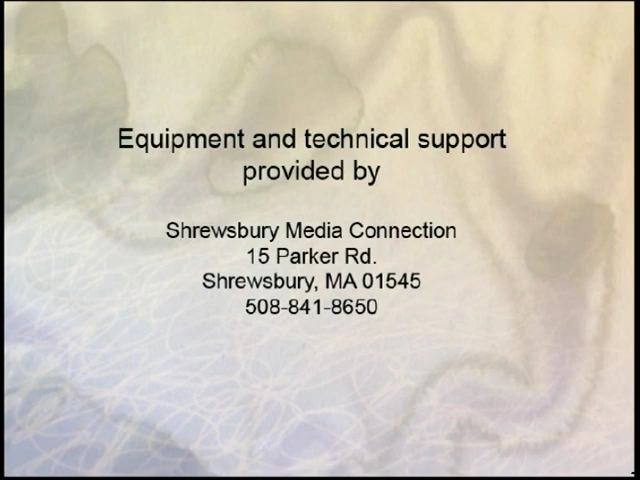 Equipment and technical support
provided by
Shrewsbury Media Connection
15 Parker Rd.
Shrewsbury, MA 01545
508-841-8650